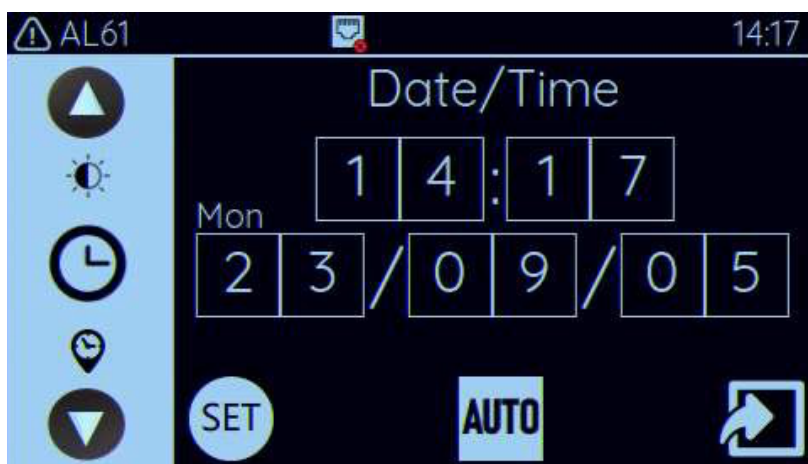 AL61 14:17
Date/Time
14:17
Mon
23/09/05
SET AUTO